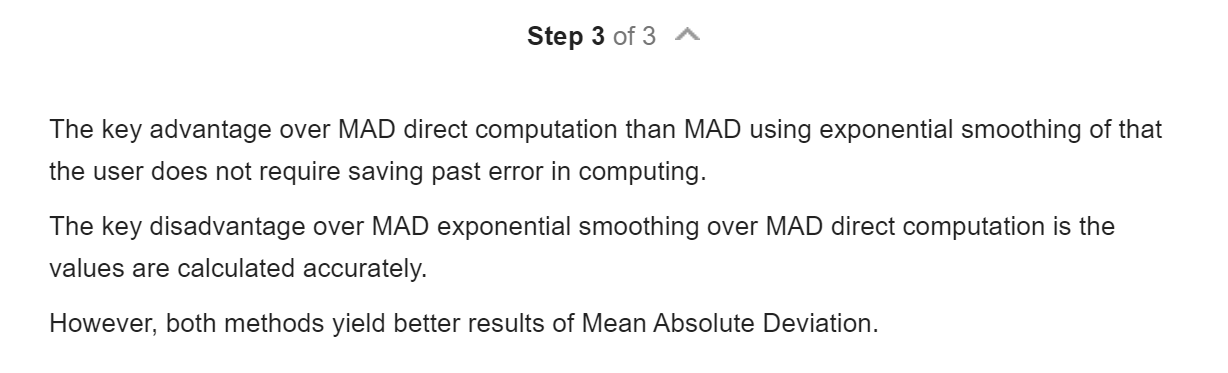 Step 3 of 3
The key advantage over MAD direct computation than MAD using exponential smoothing of that
the user does not require saving past error in computing.
The key disadvantage over MAD exponential smoothing over MAD direct computation is the
values are calculated accurately.
However, both methods yield better results of Mean Absolute Deviation.